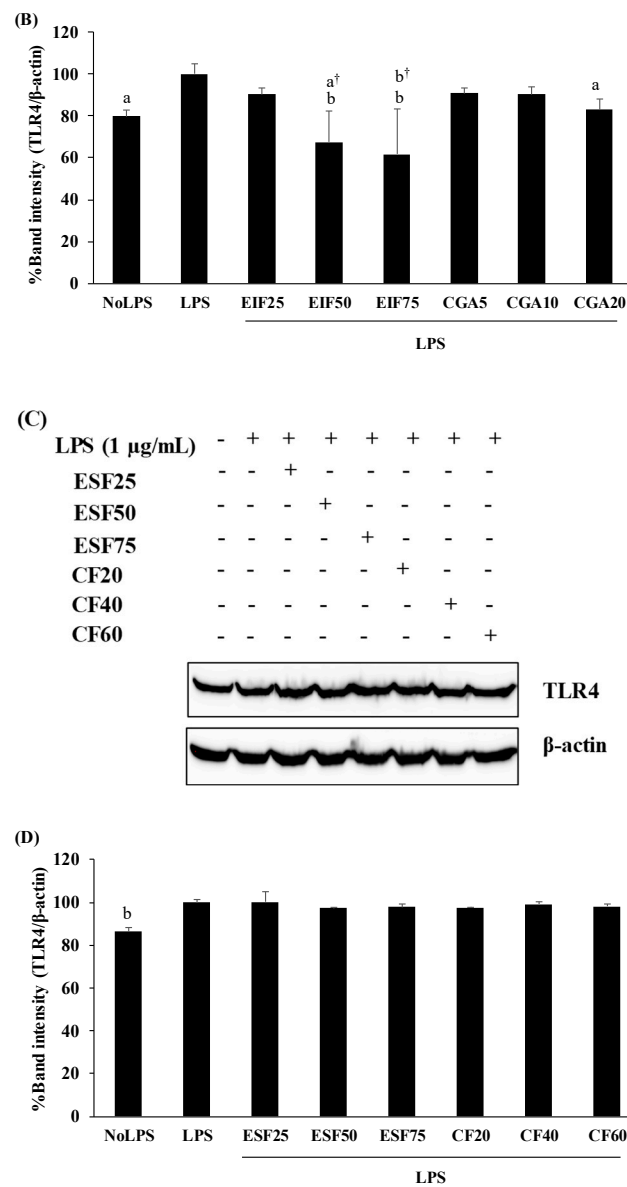 (B)
%Band intensity (TLR4/β-actin)
120
100
80
60
40
20
0
a
a†
b
b†
b
a
NoLPS LPS EIF25 EIF50 EIF75 CGA5 CGA10 CGA20
LPS
(C)
LPS (1 μg/mL) - + + + + + + +
ESF25 - - + - - - - -
ESF50 - - - + - - - -
ESF75 - - - - + - - -
CF20 - - - - - + - -
CF40 - - - - - - + -
CF60 - - - - - - - +
TLR4
β-actin
(D)
%Band intensity (TLR4/β-actin)
120
100
80
60
40
20
0
b
NoLPS LPS ESF25 ESF50 ESF75 CF20 CF40 CF60
LPS